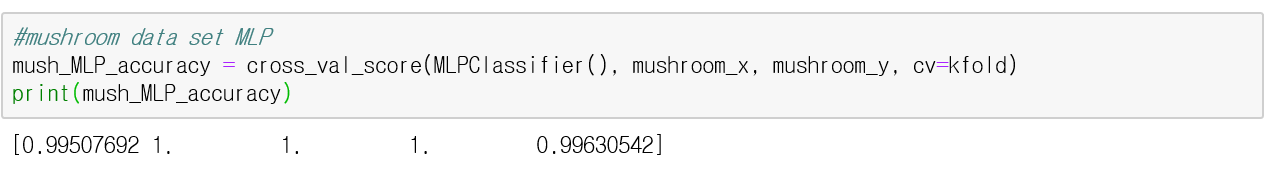 #mushroom data set MLP
mush_MLP_accuracy = cross_val_score(MLPClassifier(), mushroom_x, mushroom_y, cv=kfold)
print(mush_MLP_accuracy)
[0.99507692 1.         1.         1.         0.99630542]